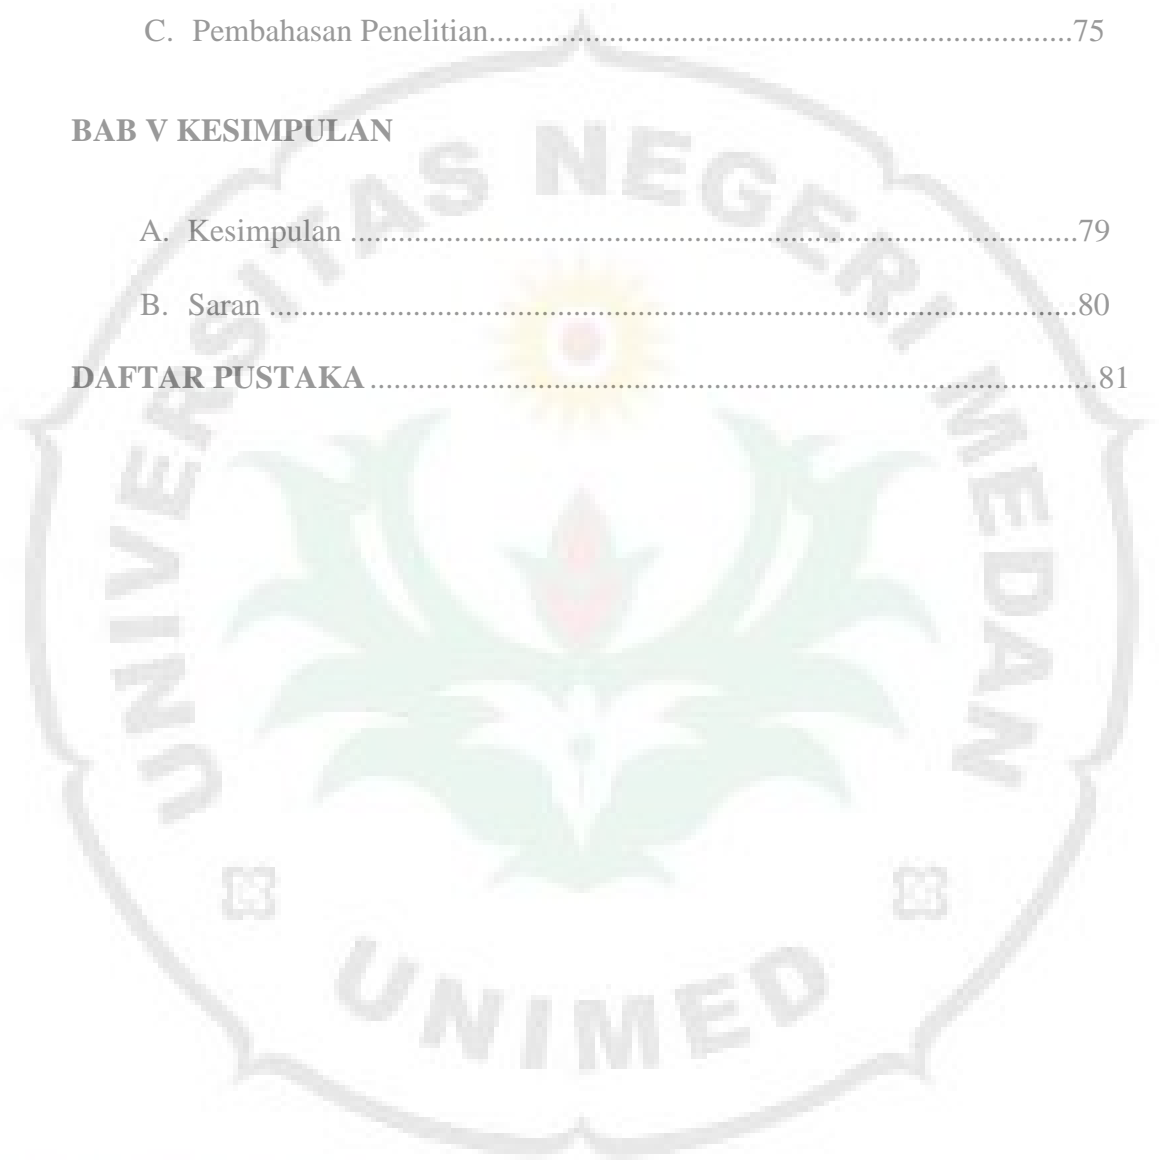 C. Pembahasan Penelitian.............................................................................75
BAB V KESIMPULAN
A. Kesimpulan ...........................................................................................79
B. Saran .....................................................................................................80
DAFTAR PUSTAKA ...........................................................................................81
UNIVERSITAS NEGERI MEDAN
UNIMED